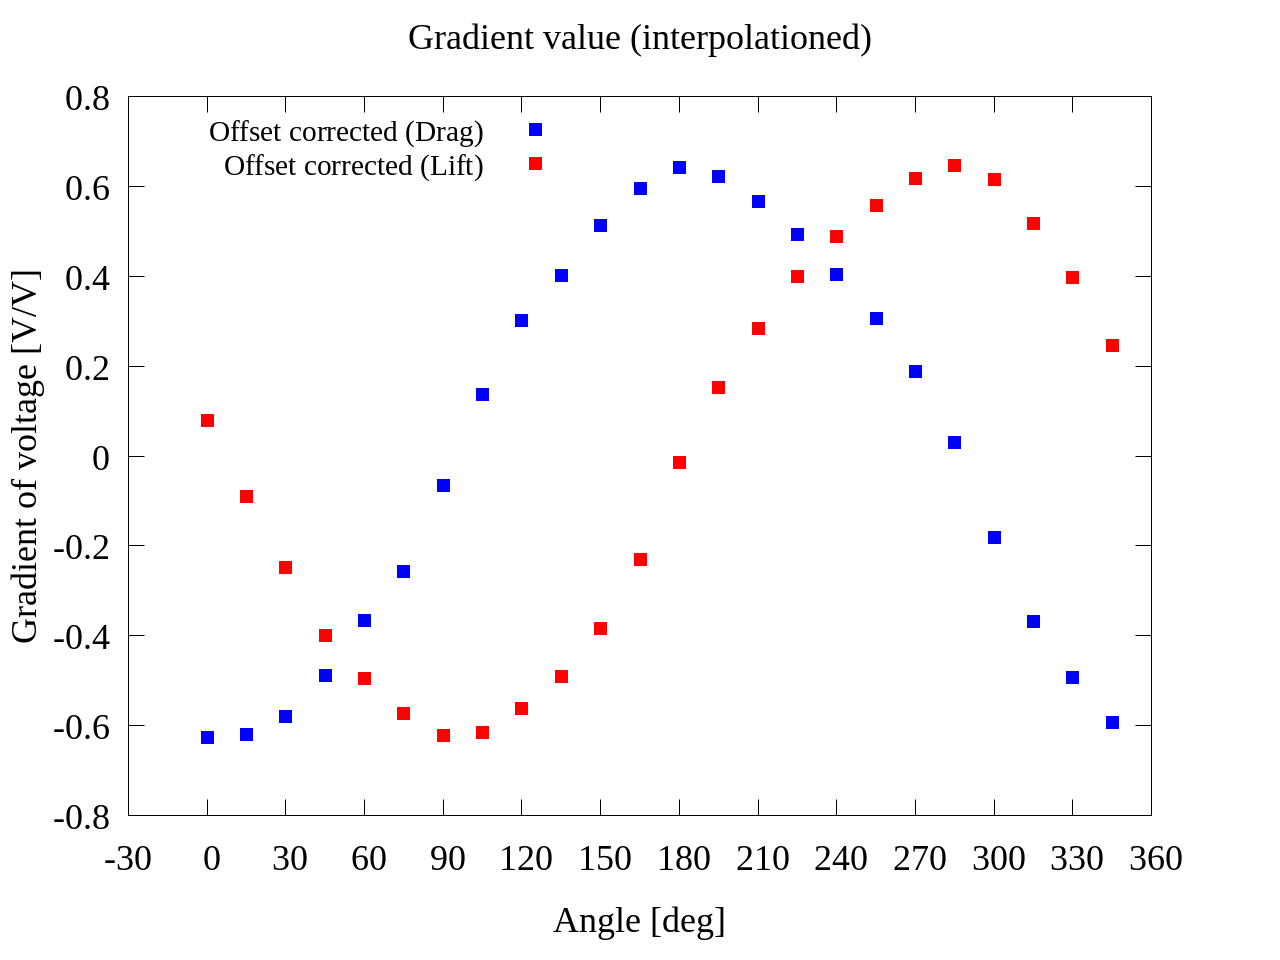 Gradient value (interpolationed)
Offset corrected (Drag)
Offset corrected (Lift)
0.8
0.6
0.4
0.2
0
-0.2
-0.4
-0.6
-0.8
Gradient of voltage [V/V]
-30 0 30 60 90 120 150 180 210 240 270 300 330 360
Angle [deg]